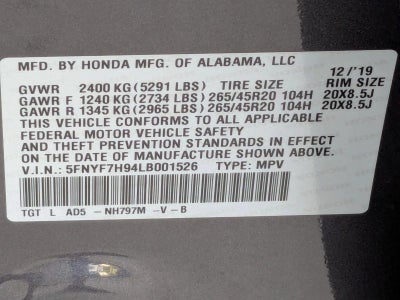 MFD. BY HONDA MFG. OF ALABAMA, LLC
12 / '19
GVWR 2400 KG (5291 LBS) TIRE SIZE RIM SIZE
GAWR F 1240 KG (2734 LBS) 265/45R20 104H 20X8.5J
GAWR R 1345 KG (2965 LBS) 265/45R20 104H 20X8.5J
THIS VEHICLE CONFORMS TO ALL APPLICABLE
FEDERAL MOTOR VEHICLE SAFETY
AND THEFT PREVENTION STANDARDS IN EFFECT
ON THE DATE OF MANUFACTURE SHOWN ABOVE.
V.I.N.: 5FNYF7H94LB001526 TYPE: MPV
TGT L AD5 -NH797M -V-B